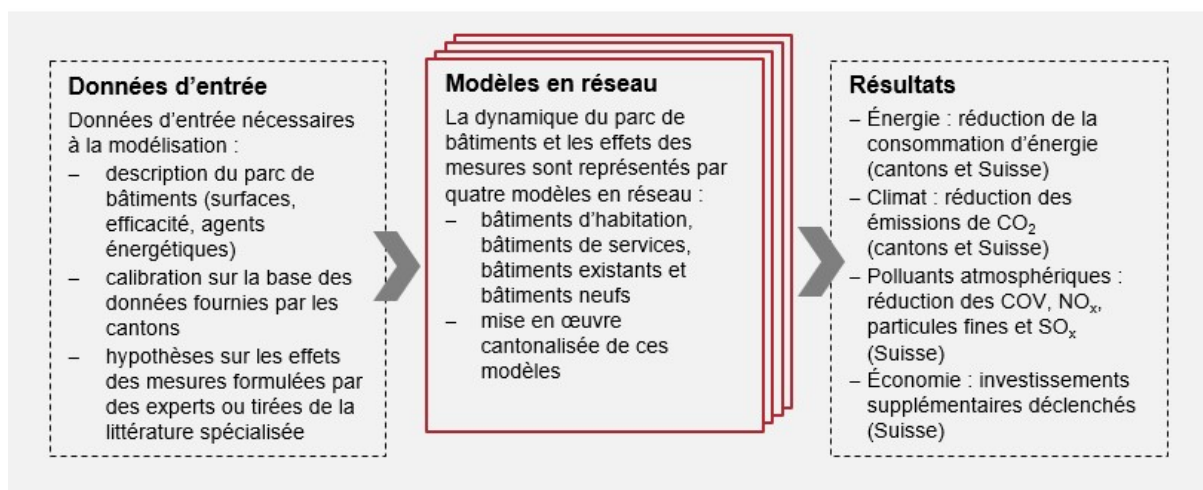 Données d’entrée
Données d’entrée nécessaires
à la modélisation :
– description du parc de
bâtiments (surfaces,
efficacité, agents
énergétiques)
– calibration sur la base des
données fournies par les
cantons
– hypothèses sur les effets
des mesures formulées par
des experts ou tirées de la
littérature spécialisée
Modèles en réseau
La dynamique du parc de
bâtiments et les effets des
mesures sont représentés par
quatre modèles en réseau :
– bâtiments d’habitation,
bâtiments de services,
bâtiments existants et
bâtiments neufs
– mise en œuvre
cantonalisée de ces
modèles
Résultats
– Énergie : réduction de la
consommation d’énergie
(cantons et Suisse)
– Climat : réduction des
émissions de CO₂
(cantons et Suisse)
– Polluants atmosphériques :
réduction des COV, NOₓ,
particules fines et SOₓ
(Suisse)
– Économie : investissements
supplémentaires déclenchés
(Suisse)